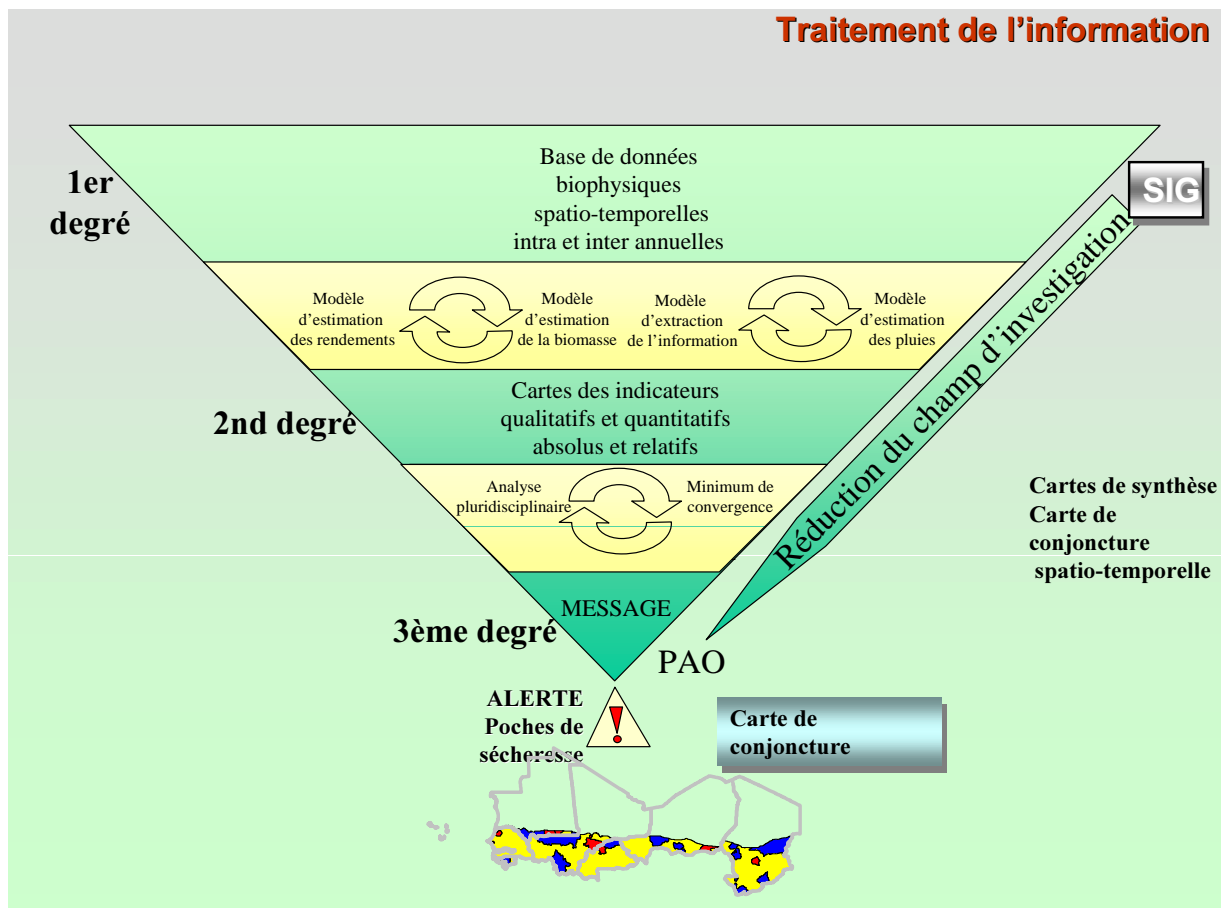 Traitement de l’information
1er
degré
Base de données
biophysiques
spatio-temporelles
intra et inter annuelles
SIG
Réduction du champ d’investigation
Modèle
d’estimation
des rendements
Modèle
d’estimation
de la biomasse
Modèle
d’extraction
de l’information
Modèle
d’estimation
des pluies
2nd degré
Cartes des indicateurs
qualitatifs et quantitatifs
absolus et relatifs
Analyse
pluridisciplinaire
Minimum de
convergence
Cartes de synthèse
Carte de
conjoncture
spatio-temporelle
3ème degré
MESSAGE
PAO
ALERTE
Poches de
sécheresse
!
Carte de
conjoncture